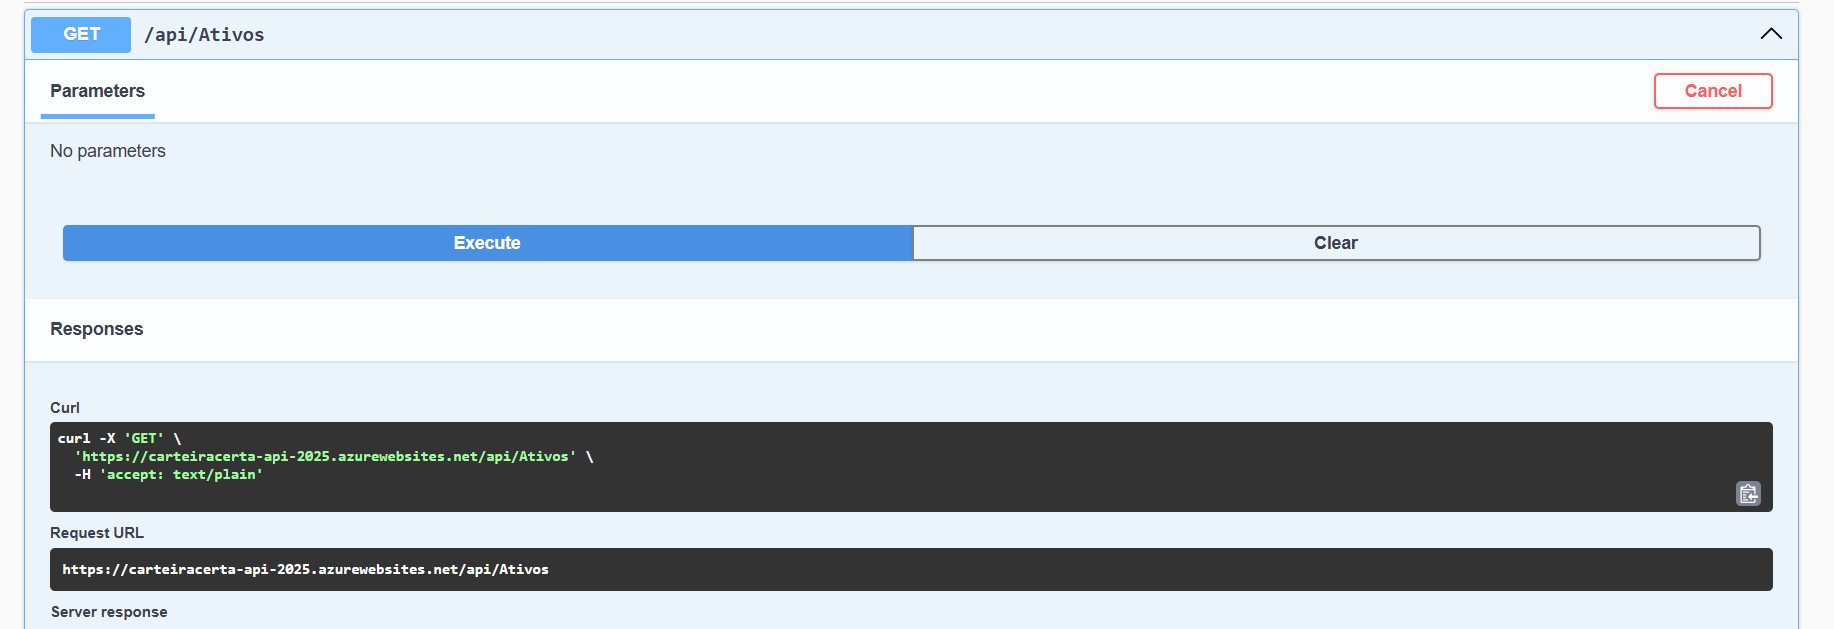 GET /api/Ativos
Parameters
Cancel
No parameters
Execute
Clear
Responses
Curl
curl -X 'GET' \
  'https://carteiracerta-api-2025.azurewebsites.net/api/Ativos' \
  -H 'accept: text/plain'
Request URL
https://carteiracerta-api-2025.azurewebsites.net/api/Ativos
Server response